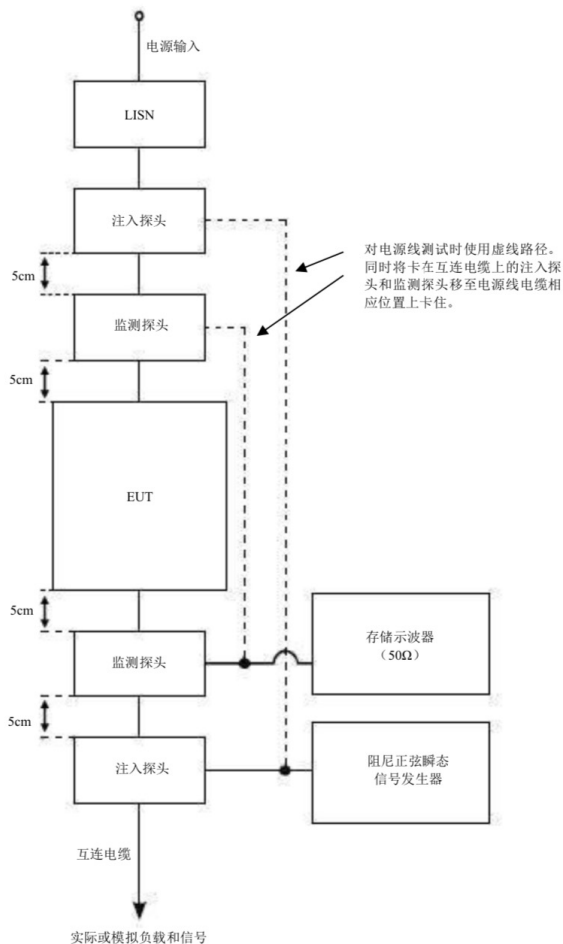 电源输入
LISN
注入探头
5cm
对电源线测试时使用虚线路径。
同时将卡在互连电缆上的注入探
头和监测探头移至电源线电缆相
应位置上卡住。
监测探头
5cm
EUT
5cm
存储示波器
（50Ω）
监测探头
5cm
阻尼正弦瞬态
信号发生器
注入探头
互连电缆
实际或模拟负载和信号